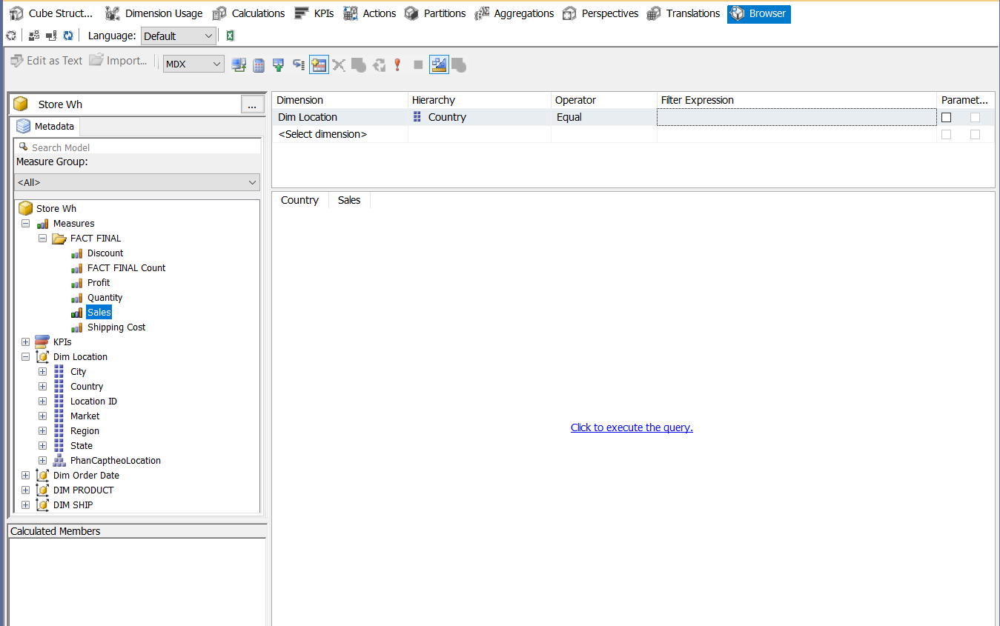 Cube Struct... Dimension Usage Calculations KPIs Actions Partitions Aggregations Perspectives Translations Browser
Language: Default
Edit as Text Import... MDX
Store Wh ...
Metadata
Search Model
Measure Group:
<All>
Store Wh
Measures
FACT FINAL
Discount
FACT FINAL Count
Profit
Quantity
Sales
Shipping Cost
KPIs
Dim Location
City
Country
Location ID
Market
Region
State
PhanCaptheoLocation
Dim Order Date
DIM PRODUCT
DIM SHIP
Calculated Members
Dimension Hierarchy Operator Filter Expression Paramet...
Dim Location Country Equal
<Select dimension>
Country Sales
Click to execute the query.